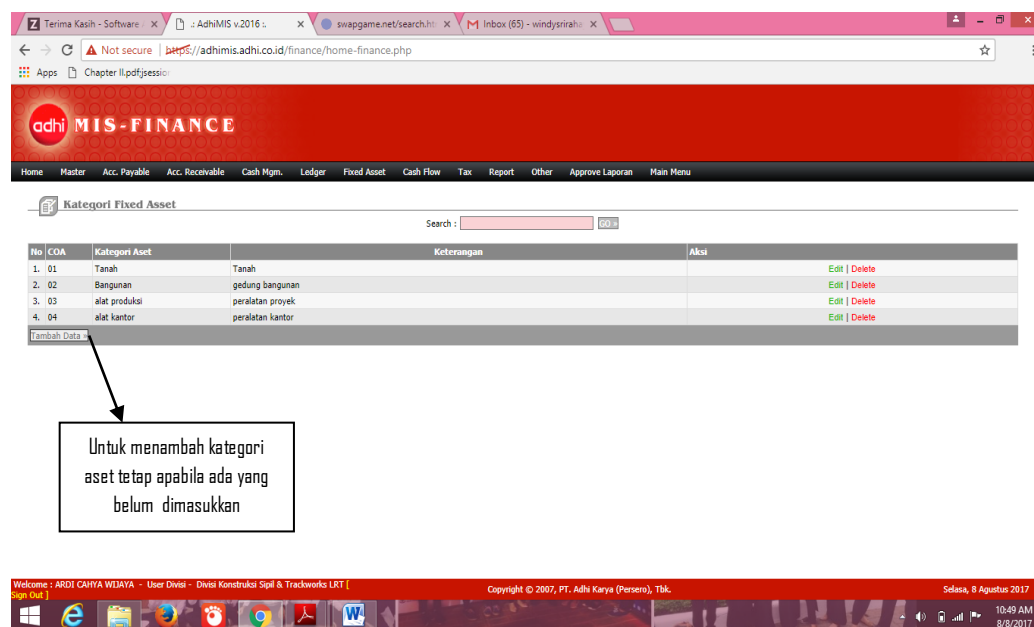 Terima Kasih - Software
.: AdhiMIS v.2016 :.
swapgame.net/search.ht
Inbox (65) - windysriraha
Not secure | https://adhimis.adhi.co.id/finance/home-finance.php
Apps Chapter II.pdf;jsession
adhi MIS-FINANCE
Home Master Acc. Payable Acc. Receivable Cash Mgm. Ledger Fixed Asset Cash Flow Tax Report Other Approve Laporan Main Menu
Kategori Fixed Asset
Search : GO »
No COA Kategori Aset Keterangan Aksi
1. 01 Tanah Tanah Edit | Delete
2. 02 Bangunan gedung bangunan Edit | Delete
3. 03 alat produksi peralatan proyek Edit | Delete
4. 04 alat kantor peralatan kantor Edit | Delete
Tambah Data »
Untuk menambah kategori
aset tetap apabila ada yang
belum dimasukkan
Welcome : ARDI CAHYA WIJAYA - User Divisi - Divisi Konstruksi Sipil & Trackworks LRT [
Sign Out ]
Copyright © 2007, PT. Adhi Karya (Persero), Tbk.
Selasa, 8 Agustus 2017
10:49 AM
8/8/2017